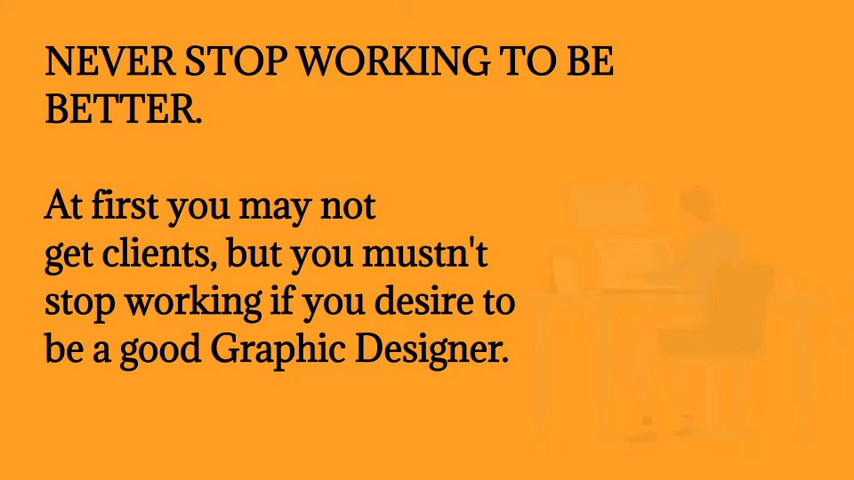 NEVER STOP WORKING TO BE
BETTER.
At first you may not
get clients, but you mustn't
stop working if you desire to
be a good Graphic Designer.